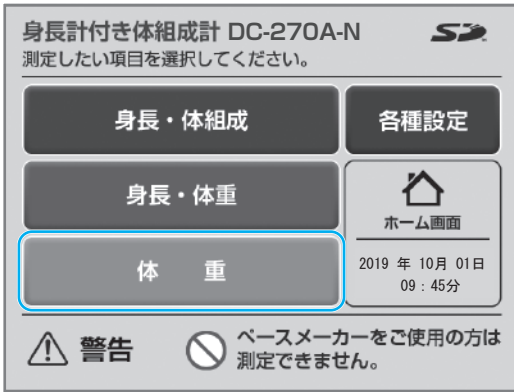 身長計付き体組成計 DC-270A-N
SD
測定したい項目を選択してください。
身長・体組成
各種設定
身長・体重
ホーム画面
体 重
2019 年 10月 01日
09 : 45分
警告
ペースメーカーをご使用の方は
測定できません。